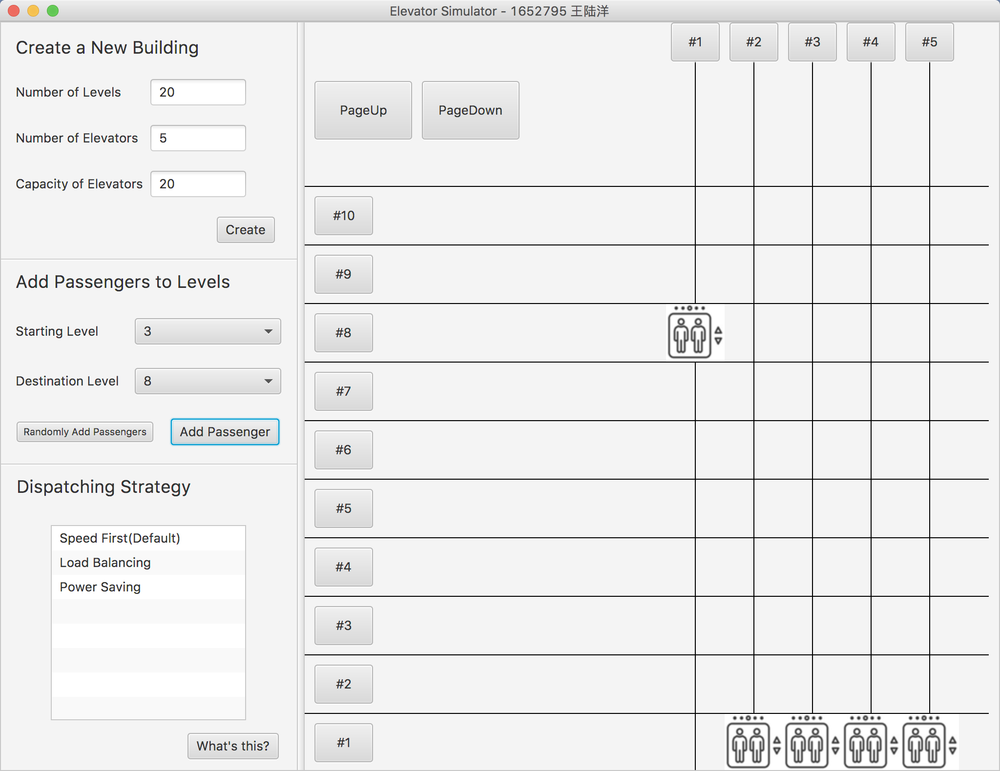 Elevator Simulator - 1652795 王陆洋
Create a New Building
Number of Levels 20
Number of Elevators 5
Capacity of Elevators 20
Create
Add Passengers to Levels
Starting Level 3
Destination Level 8
Randomly Add Passengers Add Passenger
Dispatching Strategy
Speed First(Default)
Load Balancing
Power Saving
What's this?
#1 #2 #3 #4 #5
PageUp PageDown
#10
#9
#8
#7
#6
#5
#4
#3
#2
#1